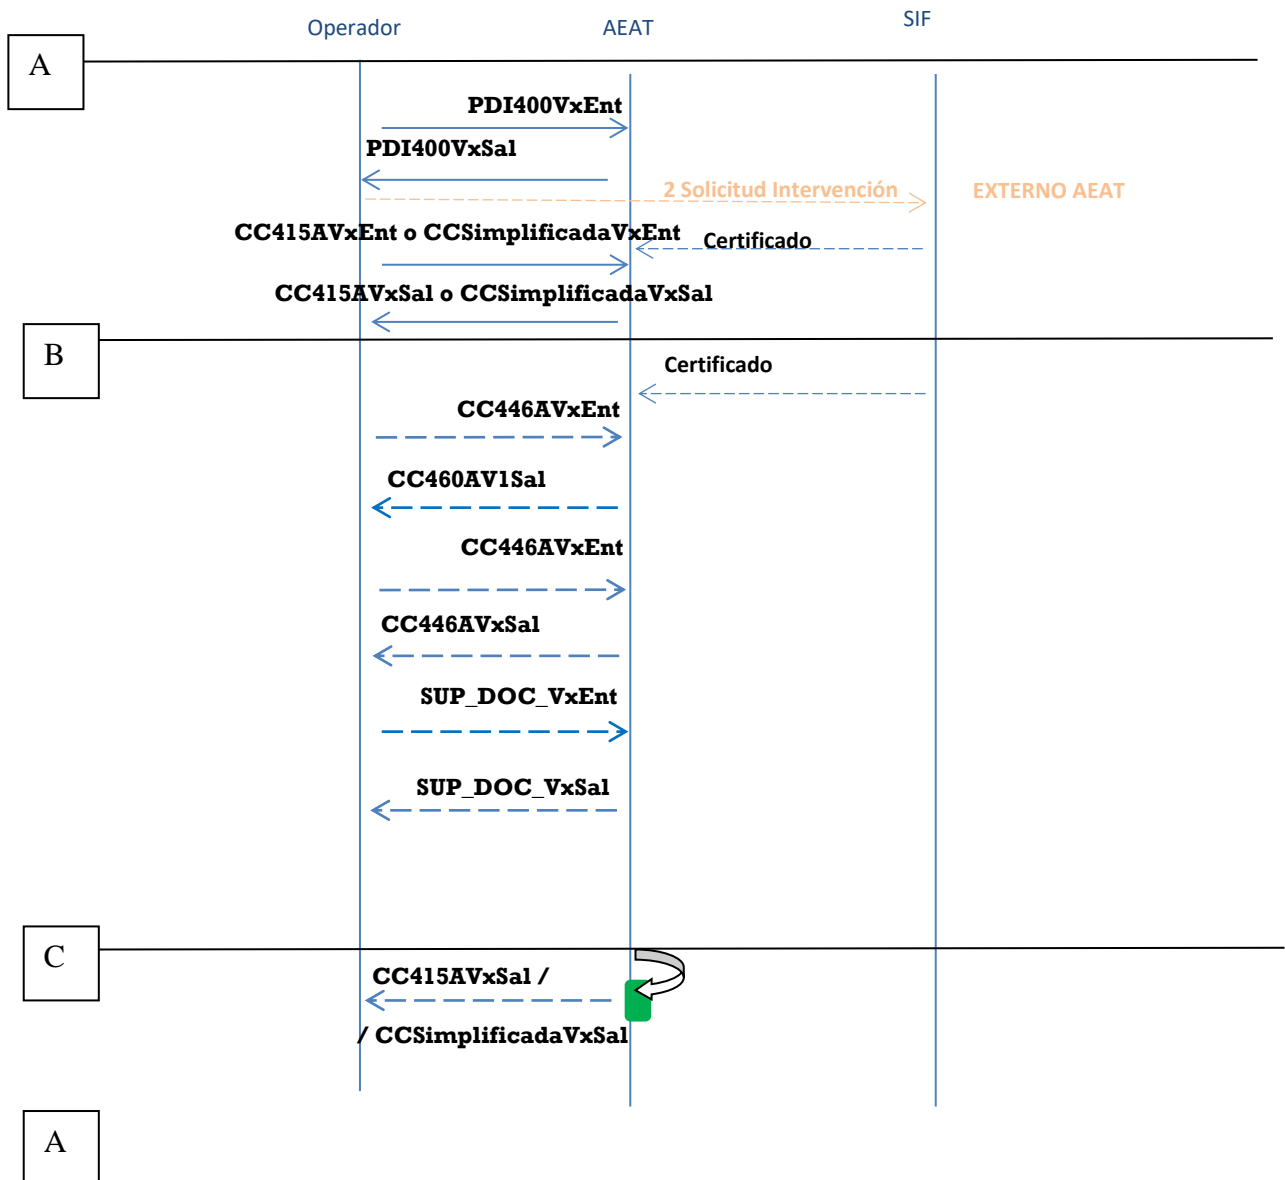 Operador
AEAT
SIF
A
PDI400VxEnt
PDI400VxSal
2 Solicitud Intervención
EXTERNO AEAT
CC415AVxEnt o CCSimplificadaVxEnt
Certificado
CC415AVxSal o CCSimplificadaVxSal
B
Certificado
CC446AVxEnt
CC460AV1Sal
CC446AVxEnt
CC446AVxSal
SUP_DOC_VxEnt
SUP_DOC_VxSal
C
CC415AVxSal /
/ CCSimplificadaVxSal
A